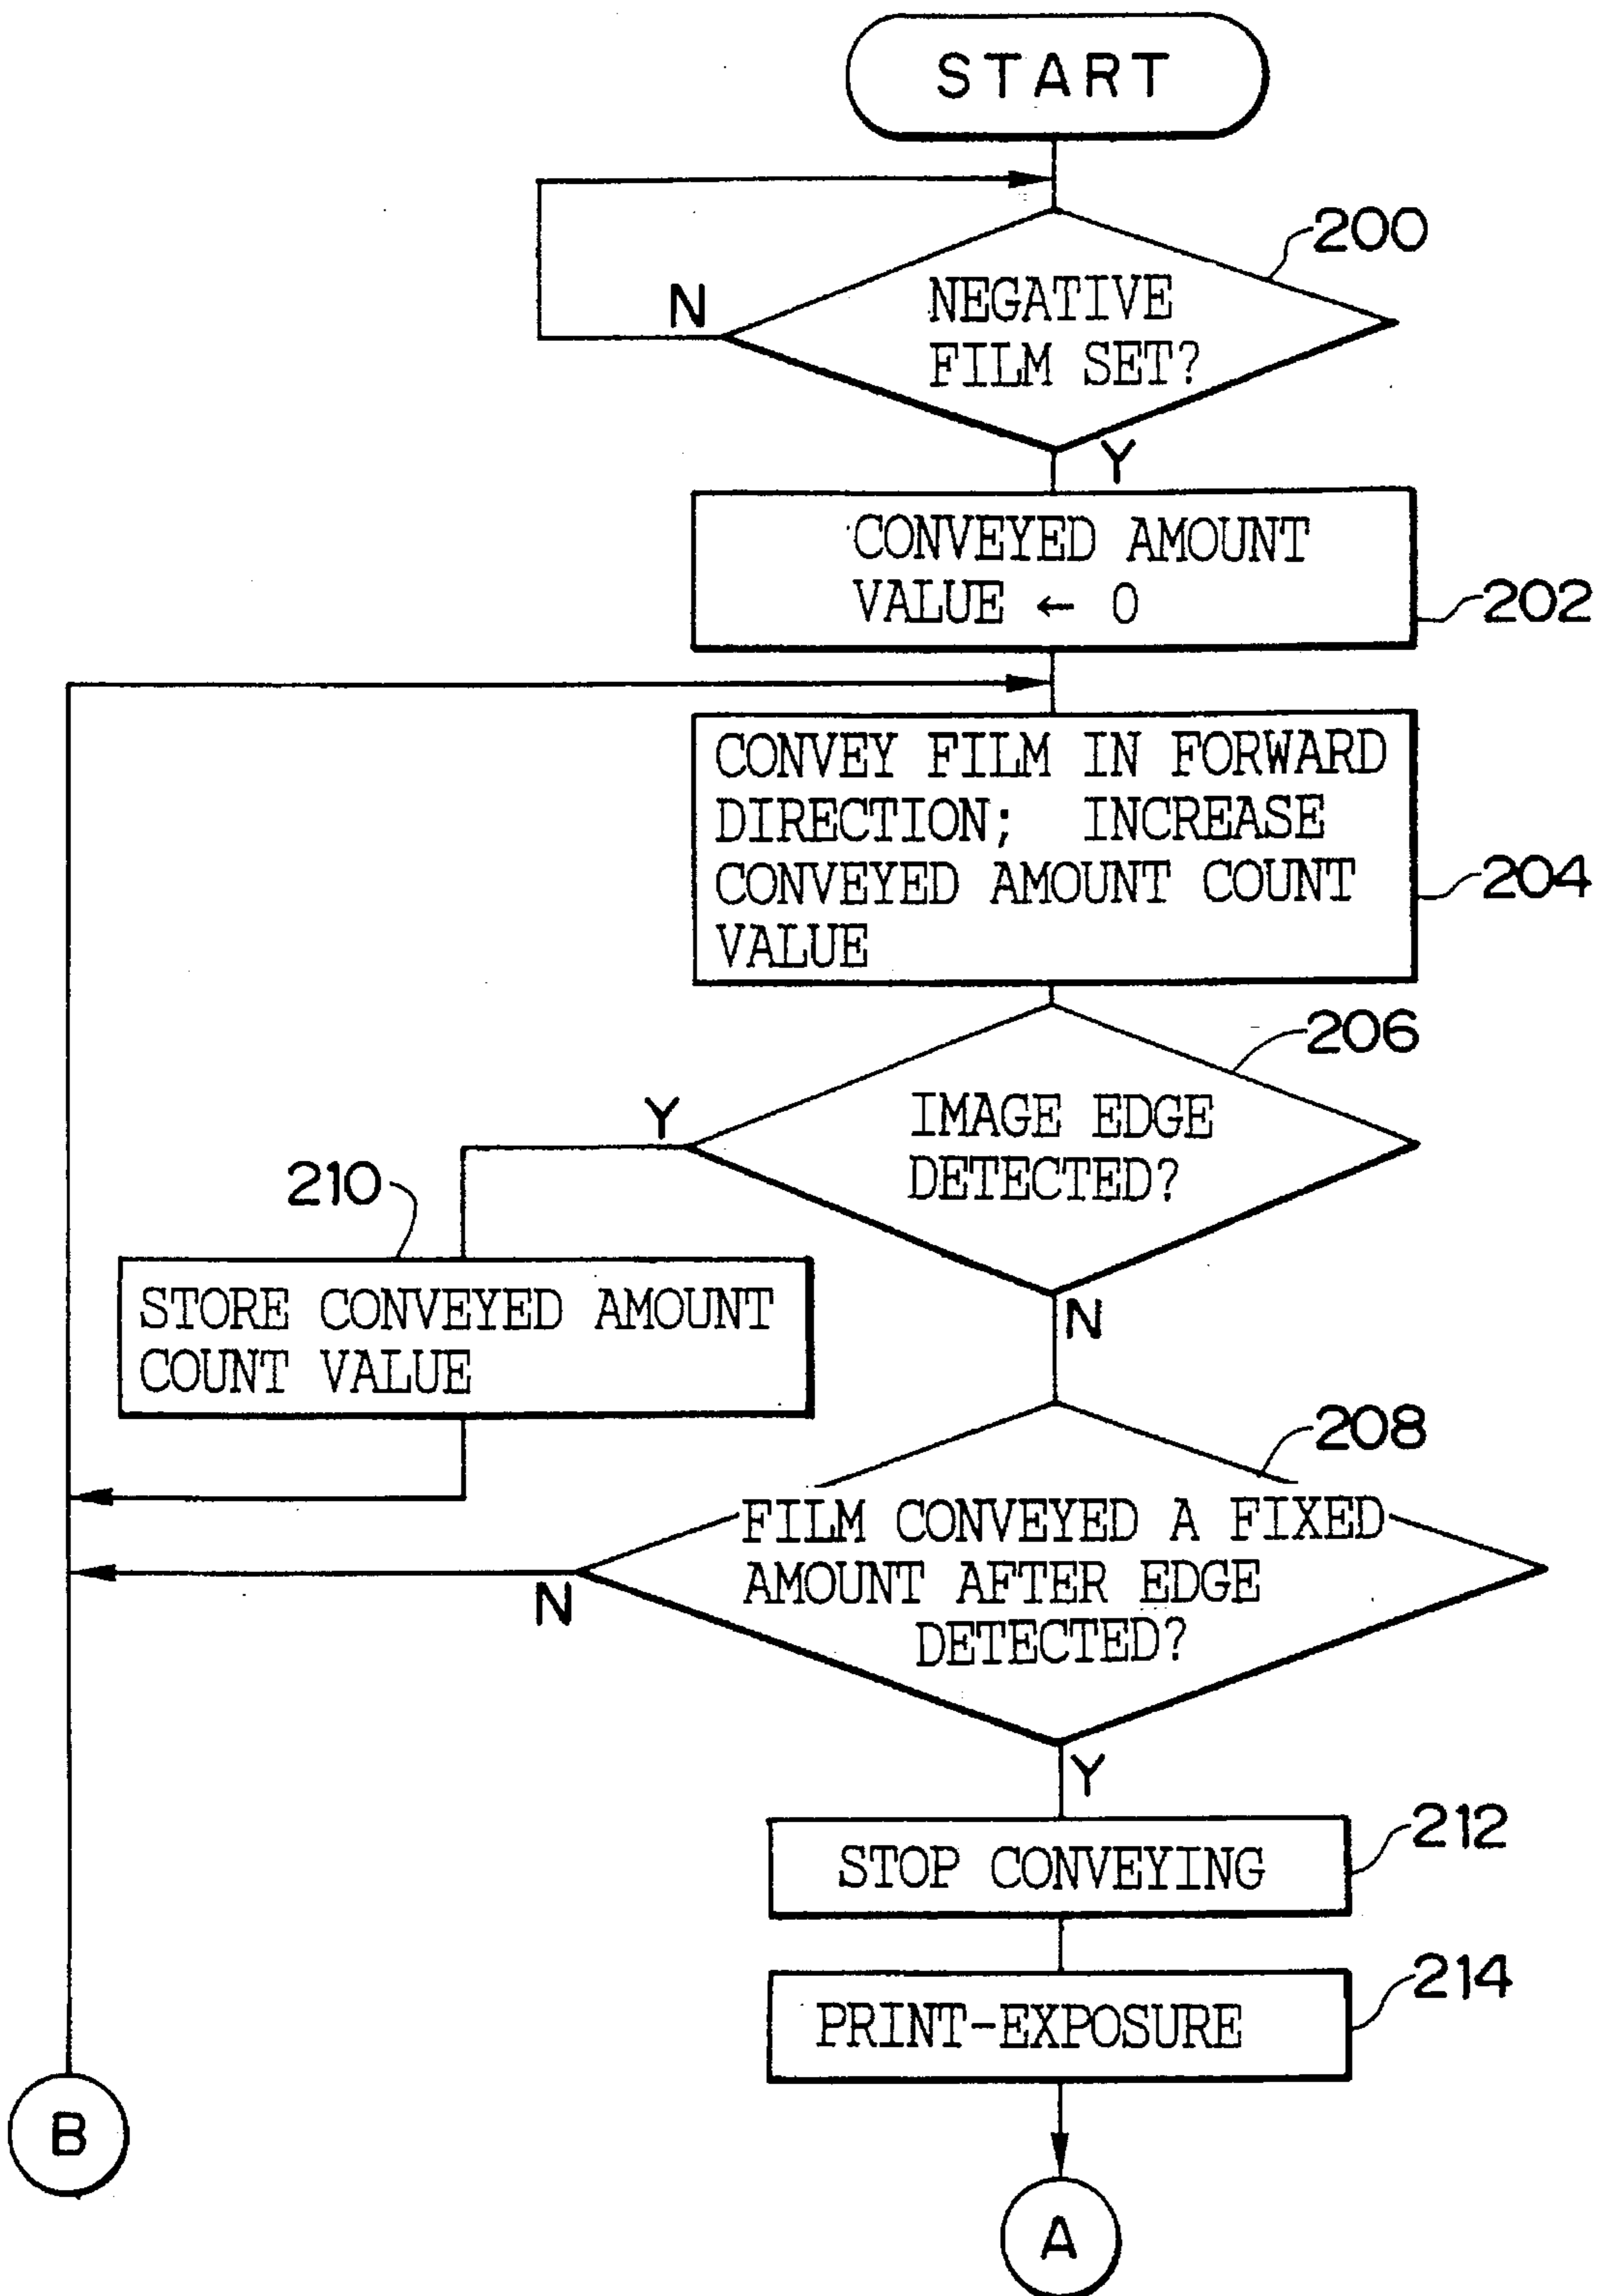 START
200
N
NEGATIVE
FILM SET?
Y
CONVEYED AMOUNT
VALUE ← 0
202
CONVEY FILM IN FORWARD
DIRECTION; INCREASE
CONVEYED AMOUNT COUNT
VALUE
204
206
Y
IMAGE EDGE
DETECTED?
210
N
STORE CONVEYED AMOUNT
COUNT VALUE
208
FILM CONVEYED A FIXED
AMOUNT AFTER EDGE
DETECTED?
N
Y
212
STOP CONVEYING
214
PRINT-EXPOSURE
B
A